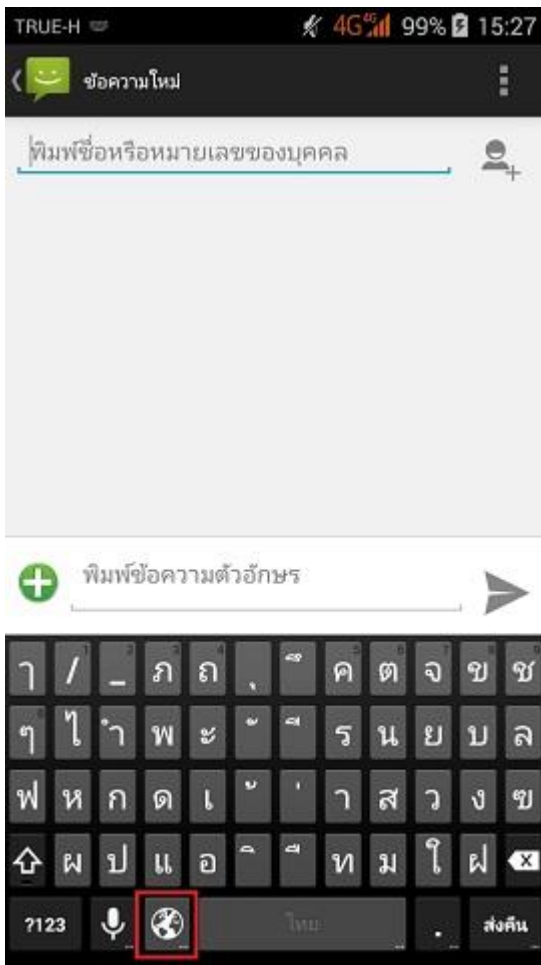 TRUE-H 4G 4G 99% 15:27
ข้อความใหม่
พิมพ์ชื่อหรือหมายเลขของบุคคล
พิมพ์ข้อความตัวอักษร
ๅ / _ ภ ถ ุ ึ ค ต จ ข ช
ๆ ไ ำ พ ะ ั ี ร น ย บ ล
ฟ ห ก ด เ ้ ่ า ส ว ง ฃ
ผ ป แ อ ิ ื ท ม ใ ฝ
?123 ไทย . ส่งคืน